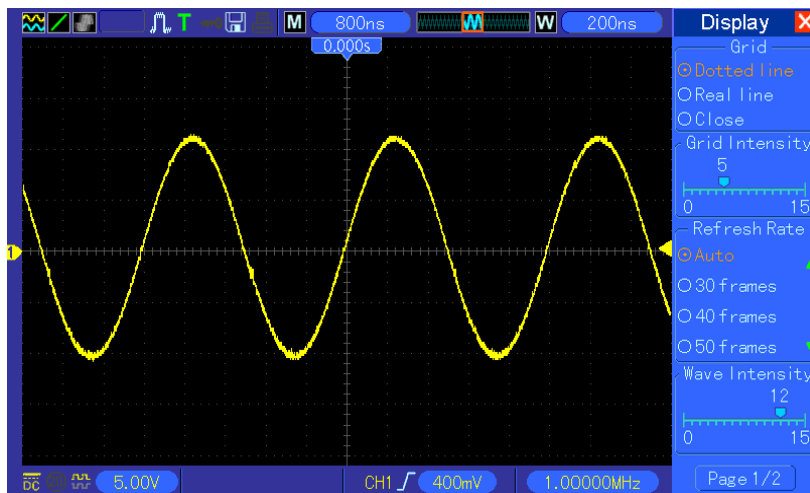 T M 800ns W 200ns Display
0.000s
Grid
Dotted line
Real line
Close
Grid Intensity
5
0 15
Refresh Rate
1
Auto
30 frames
40 frames
50 frames
Wave Intensity
12
0 15
DC 5.00V CH1 400mV 1.00000MHz Page 1/2